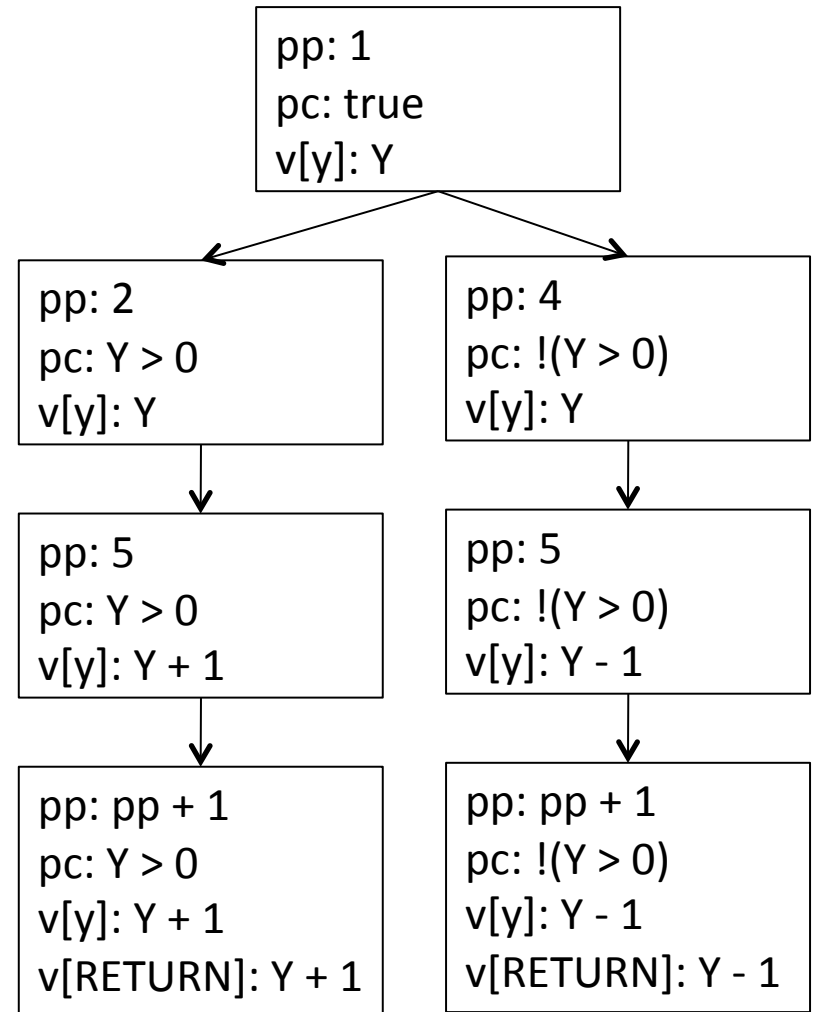 pp: 1
pc: true
v[y]: Y
pp: 2
pc: Y > 0
v[y]: Y
pp: 4
pc: !(Y > 0)
v[y]: Y
pp: 5
pc: Y > 0
v[y]: Y + 1
pp: 5
pc: !(Y > 0)
v[y]: Y - 1
pp: pp + 1
pc: Y > 0
v[y]: Y + 1
v[RETURN]: Y + 1
pp: pp + 1
pc: !(Y > 0)
v[y]: Y - 1
v[RETURN]: Y - 1